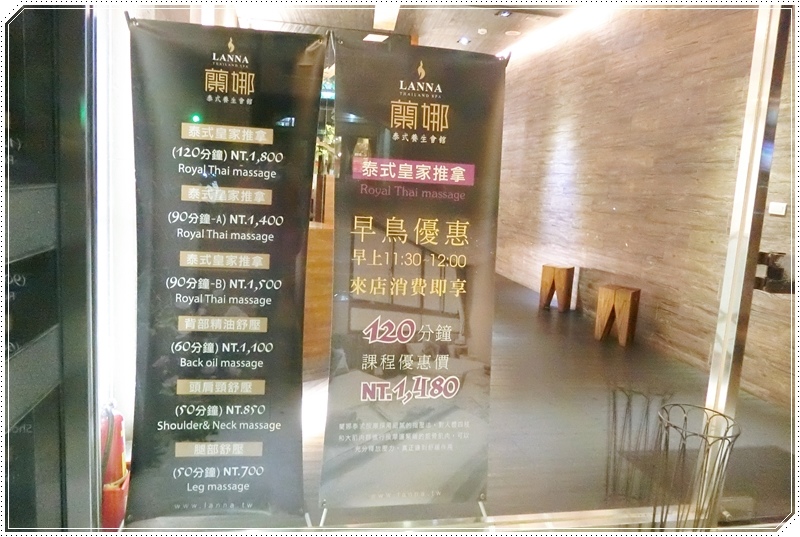 LANNA
THAILAND SPA
蘭娜
泰式養生會館
泰式皇家推拿
(120分鐘) NT.1,800
Royal Thai massage
泰式皇家推拿
(90分鐘-A) NT.1,400
Royal Thai massage
泰式皇家推拿
(90分鐘-B) NT.1,500
Royal Thai massage
背部精油舒壓
(60分鐘) NT.1,100
Back oil massage
頭肩頸舒壓
(50分鐘) NT.850
Shoulder& Neck massage
腿部舒壓
(50分鐘) NT.700
Leg massage
www.lanna.tw
LANNA
THAILAND SPA
蘭娜
泰式養生會館
泰式皇家推拿
Royal Thai massage
早鳥優惠
早上11:30-12:00
來店消費即享
120分鐘
課程優惠價
NT.1,480
www.lanna.tw